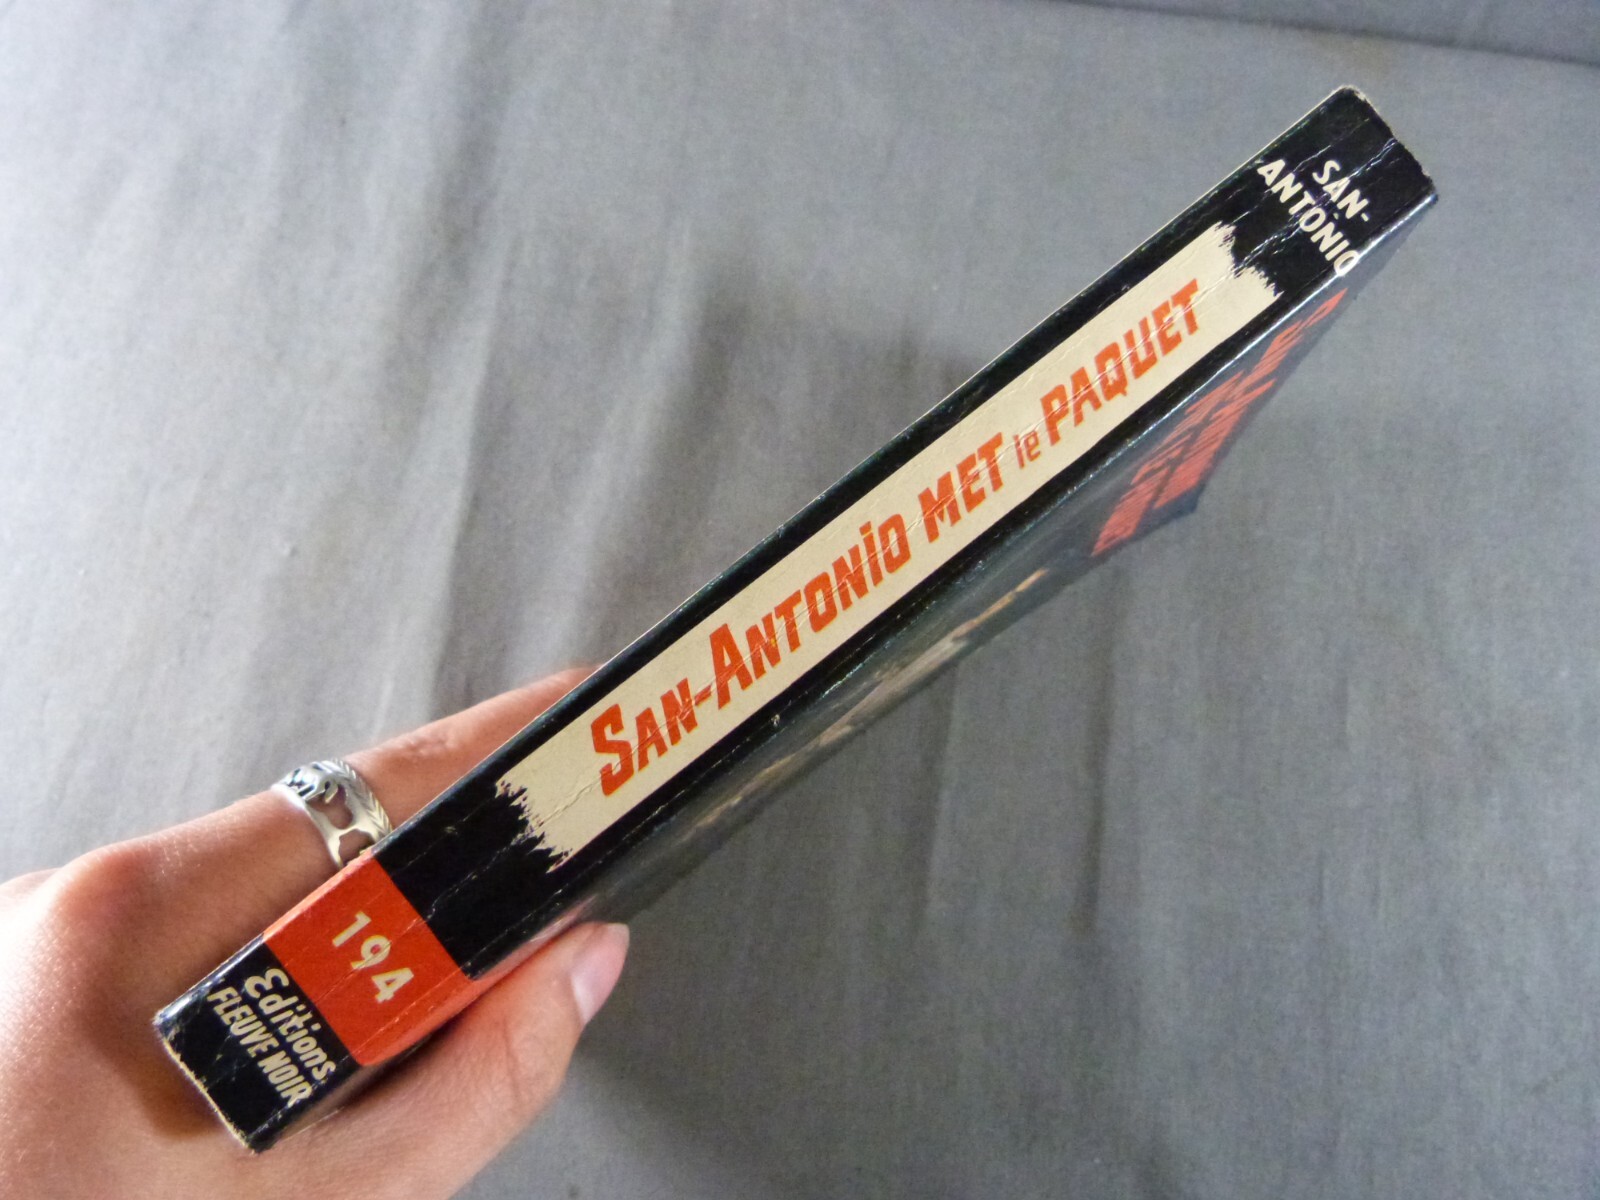 SAN-
ANTONIO
SAN-ANTONIO MET le PAQUET
194
Editions
FLEUVE NOIR